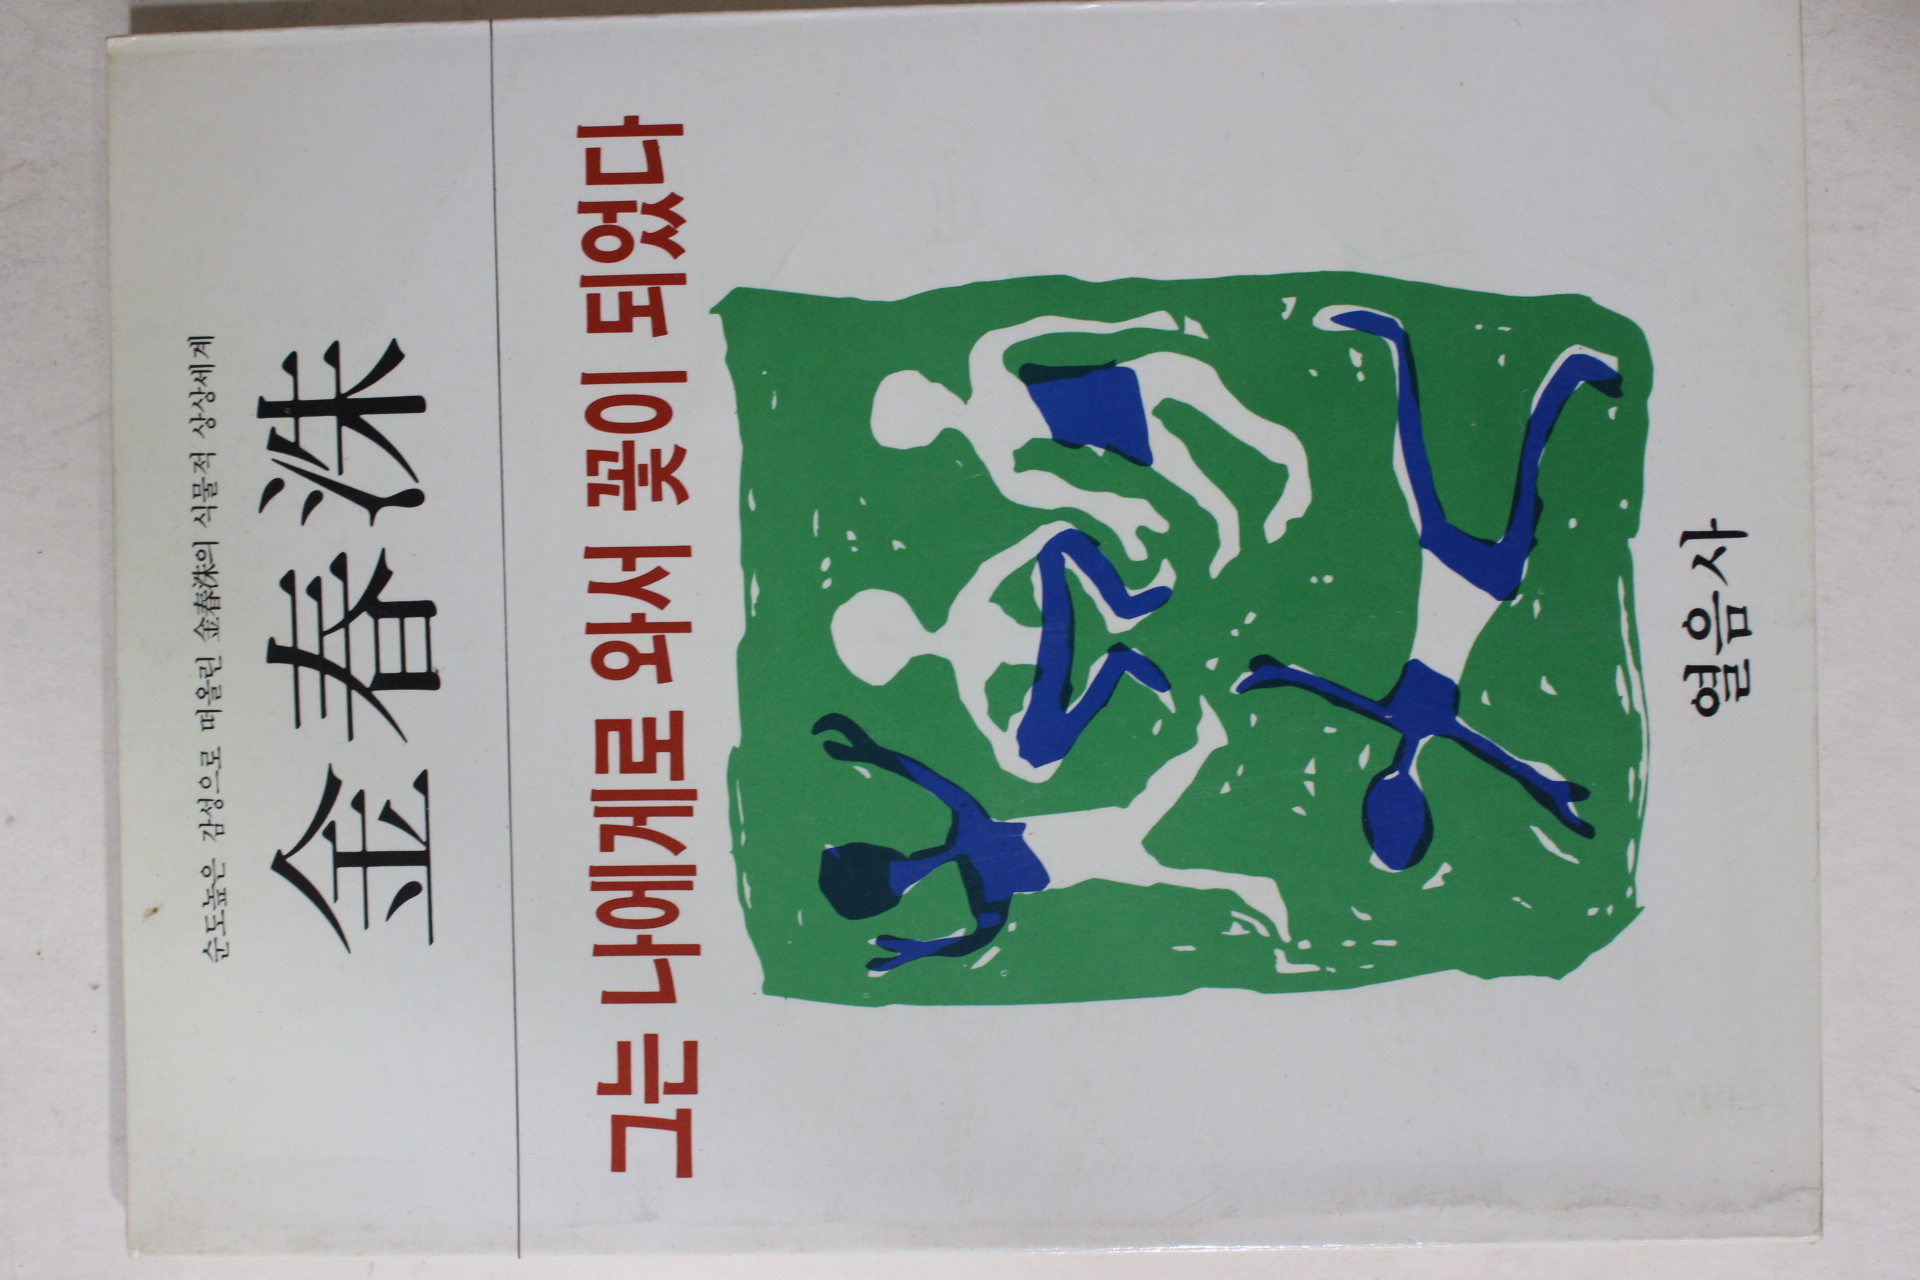 순도높은 감성으로 떠올린 金春洙의 식물적 상상세계
金春洙
그는 나에게로 와서 꽃이 되었다
열음사